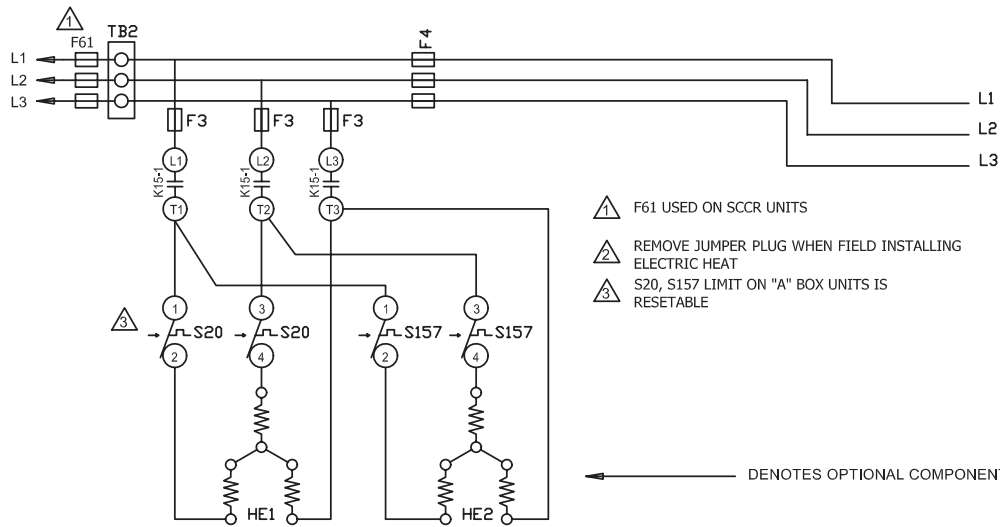 1
F61
TB2
F4
L1
L2
L3
L1
L2
L3
F3
F3
F3
L1
L2
L3
K15-1
K15-1
K15-1
T1
T2
T3
1 F61 USED ON SCCR UNITS
2 REMOVE JUMPER PLUG WHEN FIELD INSTALLING
ELECTRIC HEAT
3 S20, S157 LIMIT ON "A" BOX UNITS IS
RESETABLE
3
1
3
1
3
S20
S20
S157
S157
2
4
2
4
HE1
HE2
DENOTES OPTIONAL COMPONENT